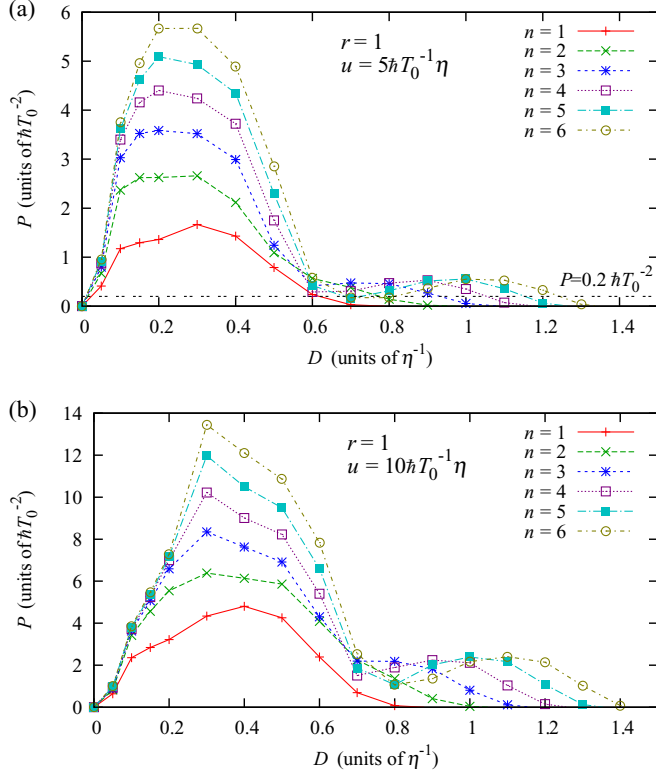 (a)
6
5
4
3
2
1
0
P (units of ℏT₀⁻²)
r = 1
u = 5ℏT₀⁻¹η
n = 1
n = 2
n = 3
n = 4
n = 5
n = 6
P=0.2 ℏT₀⁻²
0 0.2 0.4 0.6 0.8 1 1.2 1.4
D (units of η⁻¹)
(b)
14
12
10
8
6
4
2
0
P (units of ℏT₀⁻²)
r = 1
u = 10ℏT₀⁻¹η
n = 1
n = 2
n = 3
n = 4
n = 5
n = 6
0 0.2 0.4 0.6 0.8 1 1.2 1.4
D (units of η⁻¹)